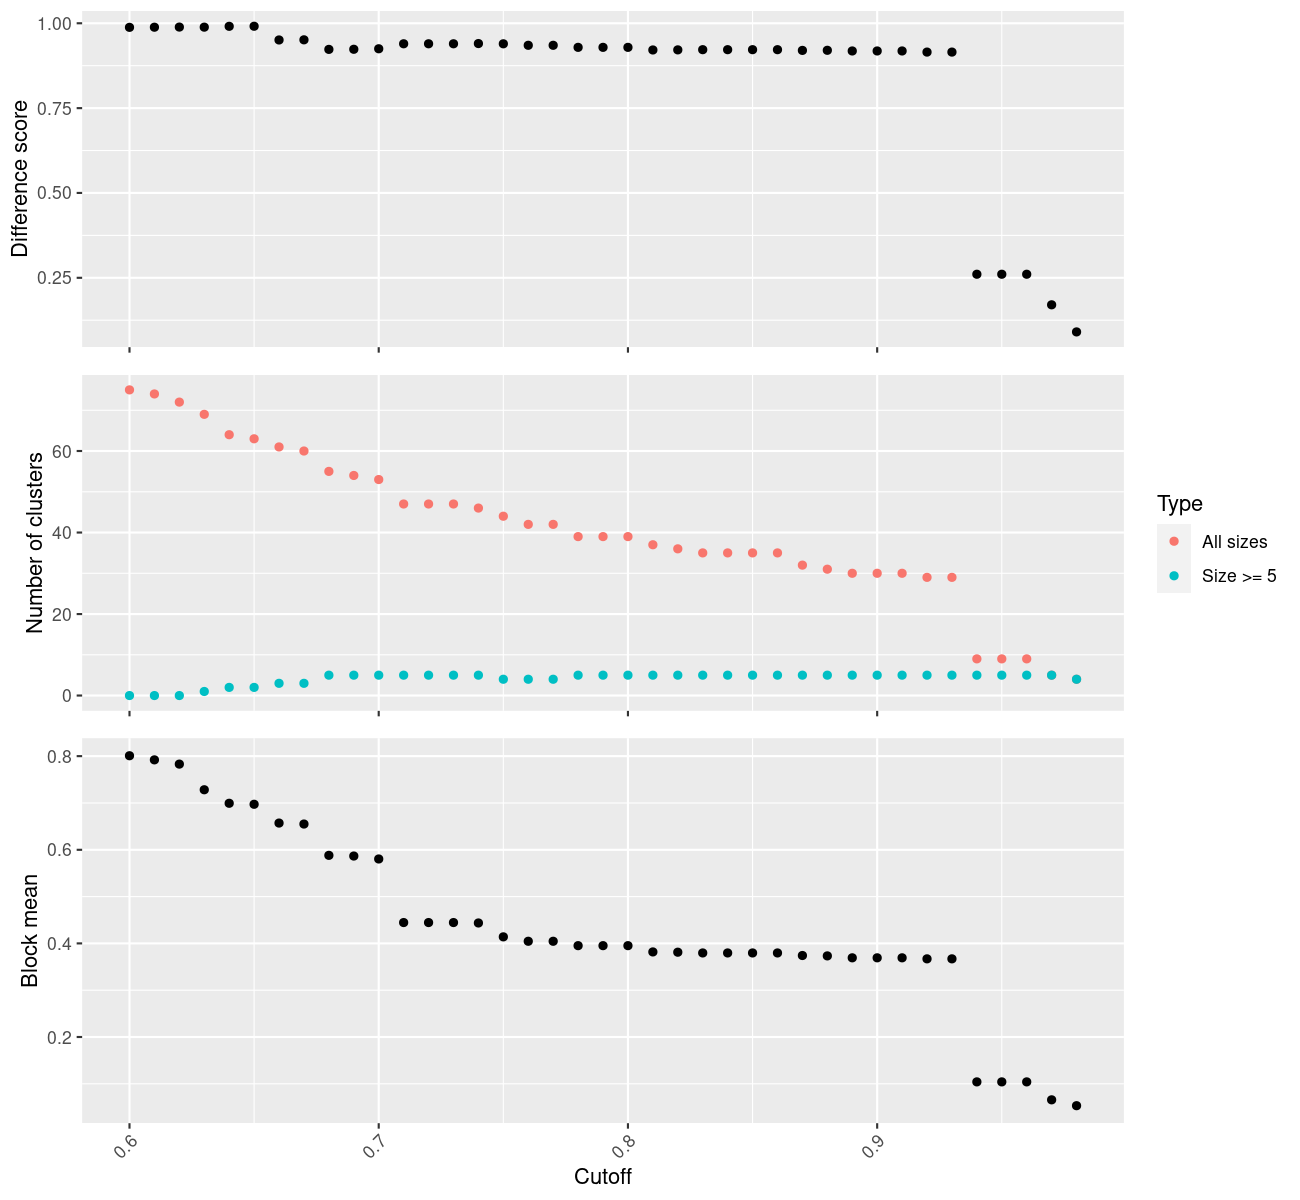 Difference score
1.00
0.75
0.50
0.25
Number of clusters
60
40
20
0
Type
All sizes
Size >= 5
Block mean
0.8
0.6
0.4
0.2
0.6 0.7 0.8 0.9
Cutoff